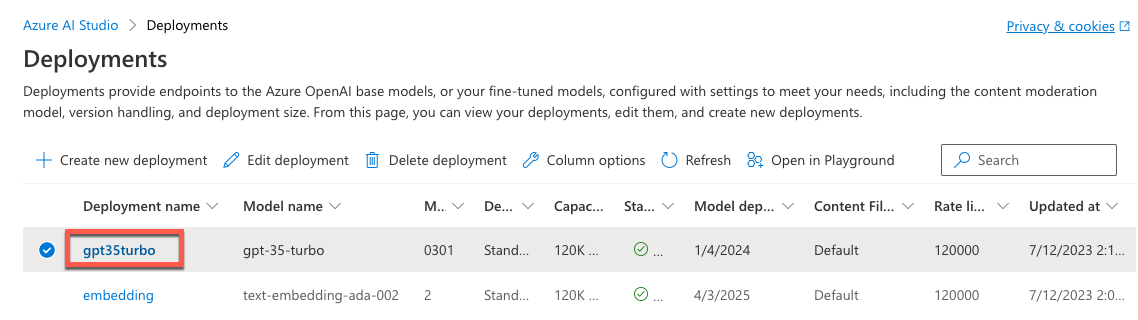 Azure AI Studio > Deployments
Privacy & cookies
Deployments
Deployments provide endpoints to the Azure OpenAI base models, or your fine-tuned models, configured with settings to meet your needs, including the content moderation
model, version handling, and deployment size. From this page, you can view your deployments, edit them, and create new deployments.
Create new deployment Edit deployment Delete deployment Column options Refresh Open in Playground Search
Deployment name Model name M... De... Capac... Sta... Model dep... Content Fil... Rate li... Updated at
gpt35turbo gpt-35-turbo 0301 Stand... 120K ... ... 1/4/2024 Default 120000 7/12/2023 2:1...
embedding text-embedding-ada-002 2 Stand... 120K ... ... 4/3/2025 Default 120000 7/12/2023 2:0...